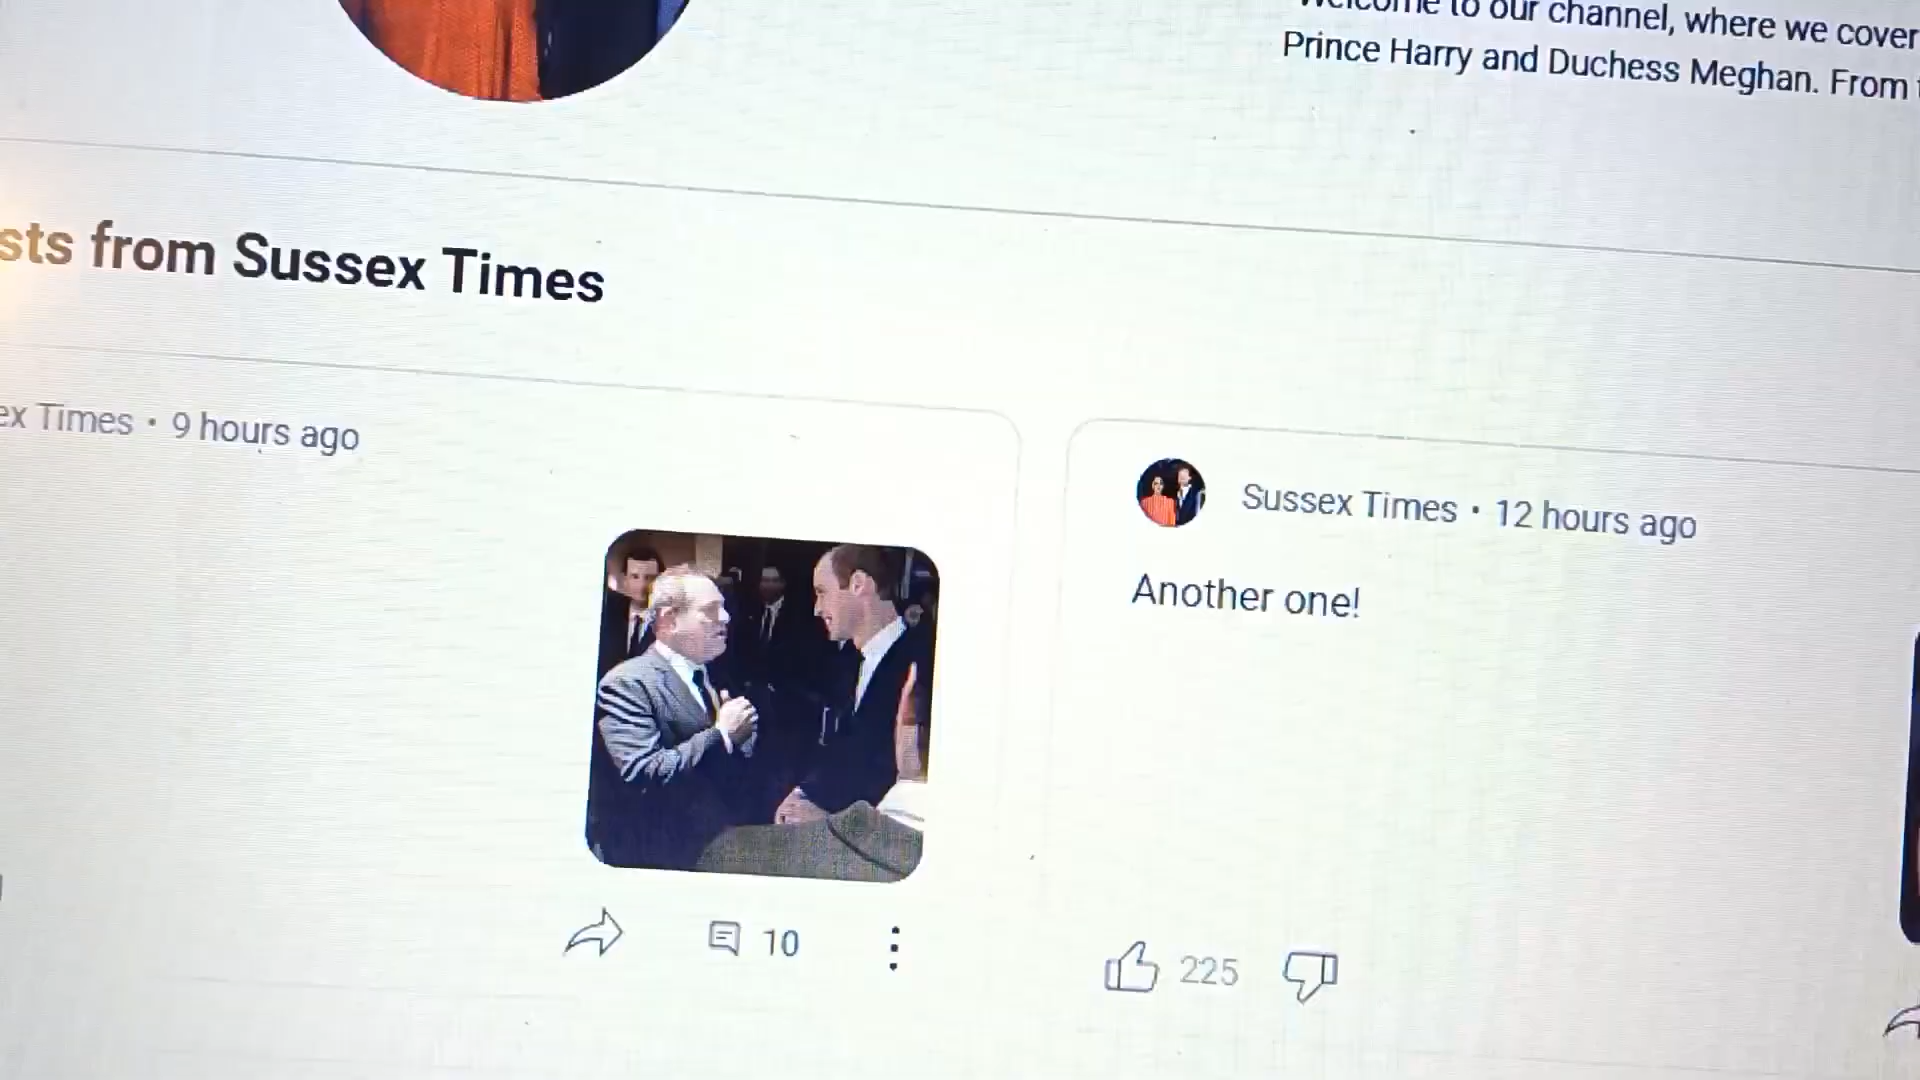 Welcome to our channel, where we cover
Prince Harry and Duchess Meghan. From
sts from Sussex Times
ex Times • 9 hours ago
Sussex Times • 12 hours ago
Another one!
10
225